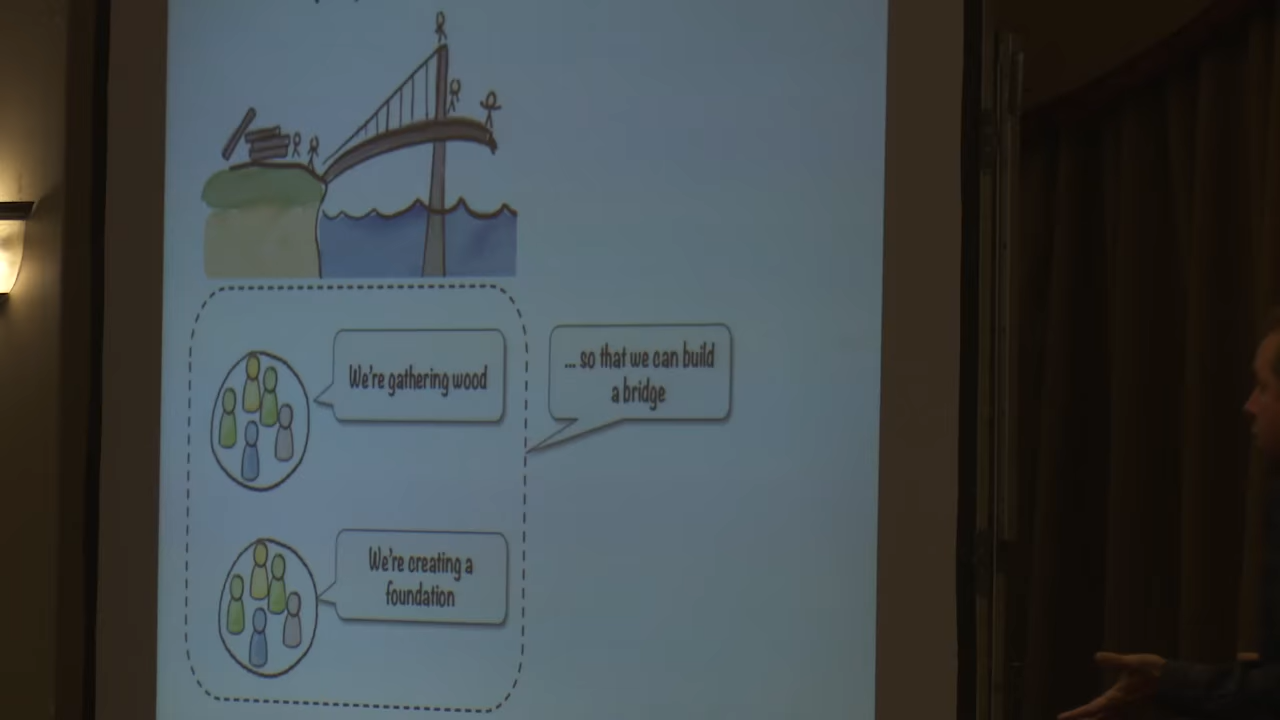 We're gathering wood
... so that we can build
a bridge
We're creating a
foundation